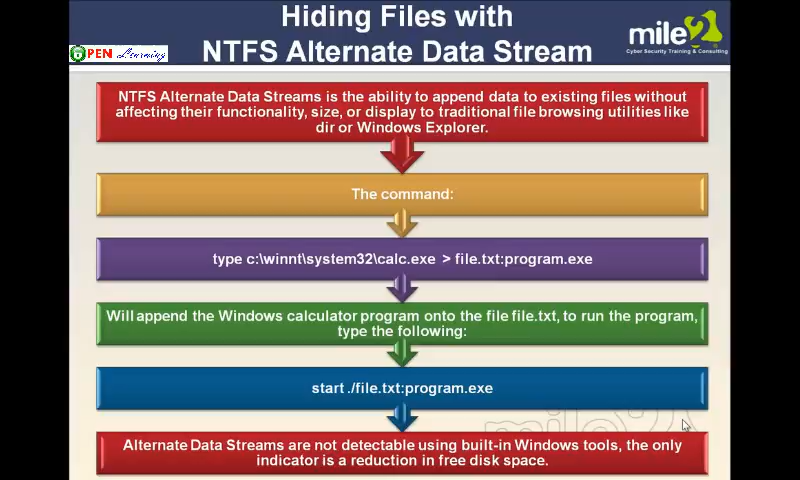 Hiding Files with
NTFS Alternate Data Stream
OPEN Learning
mile2
Cyber Security Training & Consulting
NTFS Alternate Data Streams is the ability to append data to existing files without
affecting their functionality, size, or display to traditional file browsing utilities like
dir or Windows Explorer.
The command:
type c:\winnt\system32\calc.exe > file.txt:program.exe
Will append the Windows calculator program onto the file file.txt, to run the program,
type the following:
start ./file.txt:program.exe
mile2
Alternate Data Streams are not detectable using built-in Windows tools, the only
indicator is a reduction in free disk space.